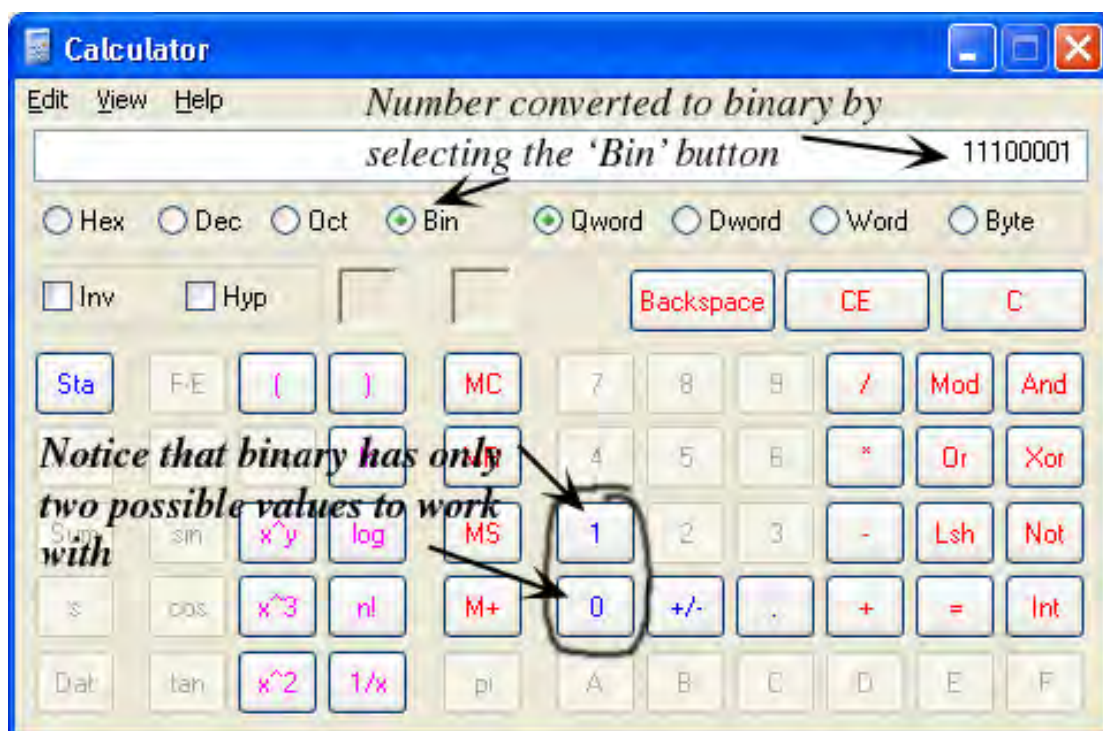 Calculator
Edit View Help
Number converted to binary by
selecting the ‘Bin’ button
11100001
Hex Dec Oct Bin Qword Dword Word Byte
Inv Hyp Backspace CE C
Sta F-E ( ) MC 7 8 9 / Mod And
Notice that binary has only
4 5 6 * Or Xor
two possible values to work
with
Sum sin x^y log MS 1 2 3 - Lsh Not
s cos x^3 n! M+ 0 +/- . + = Int
Dat tan x^2 1/x pi A B C D E F